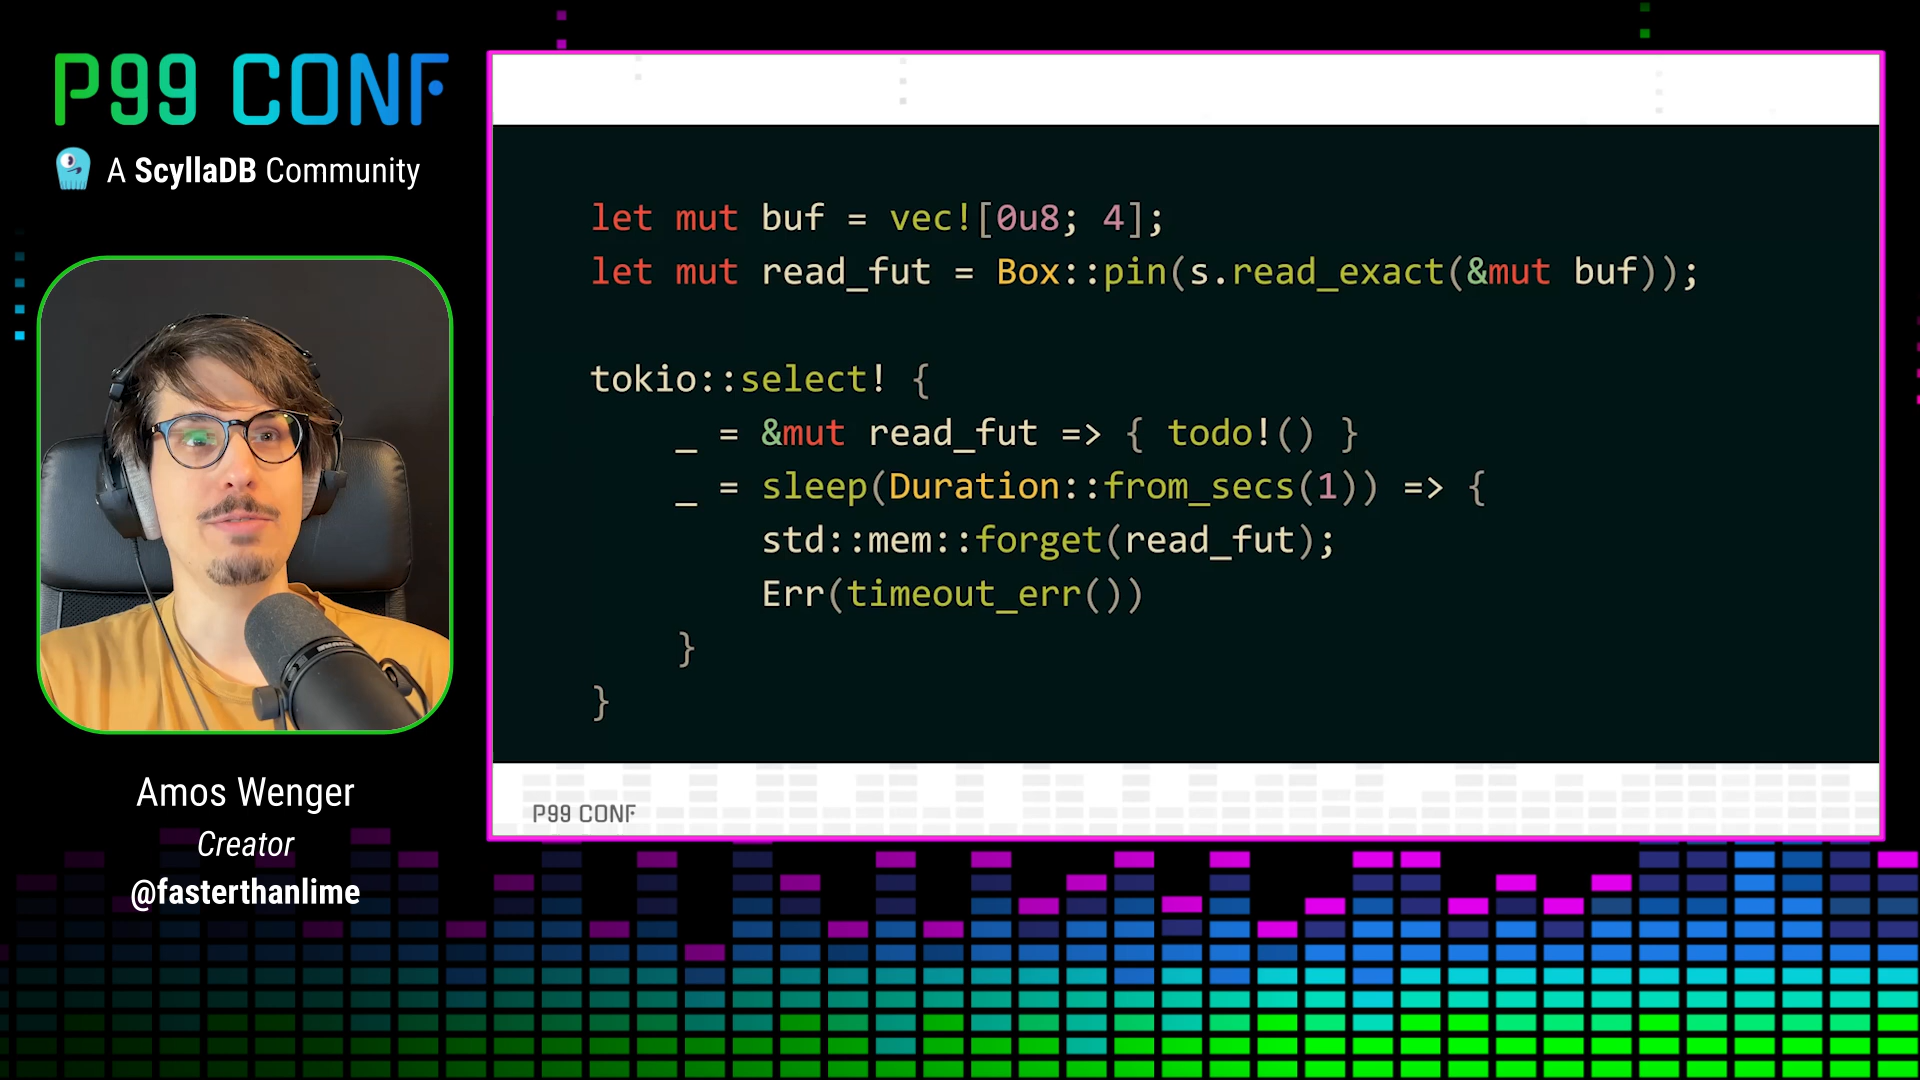 P99 CONF
A ScyllaDB Community
let mut buf = vec![0u8; 4];
let mut read_fut = Box::pin(s.read_exact(&mut buf));
tokio::select! {
    _ = &mut read_fut => { todo!() }
    _ = sleep(Duration::from_secs(1)) => {
        std::mem::forget(read_fut);
        Err(timeout_err())
    }
}
P99 CONF
Amos Wenger
Creator
@fasterthanlime